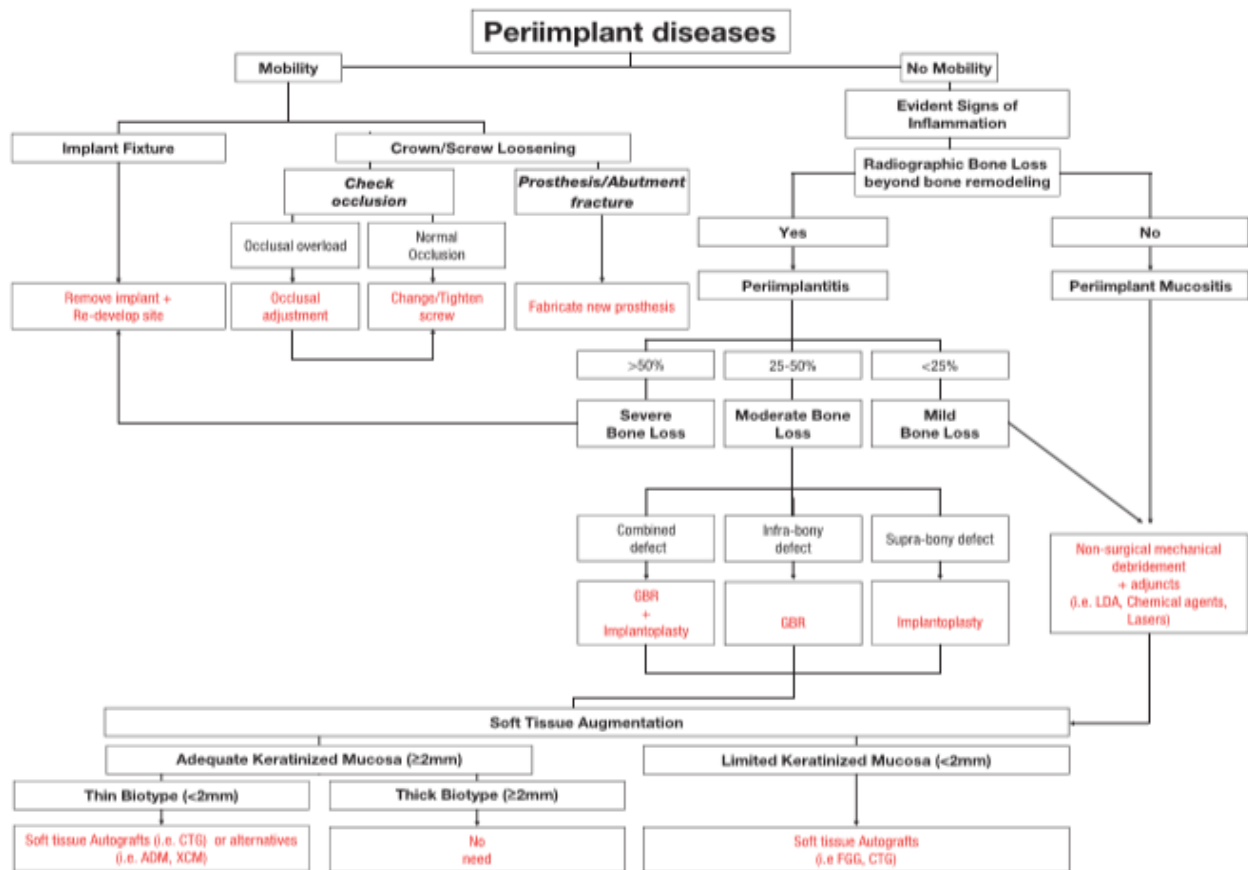 Periimplant diseases
Mobility
No Mobility
Evident Signs of
Inflammation
Implant Fixture
Crown/Screw Loosening
Radiographic Bone Loss
beyond bone remodeling
Check
occlusion
Prosthesis/Abutment
fracture
Occlusal overload
Normal
Occlusion
Yes
No
Remove implant +
Re-develop site
Occlusal
adjustment
Change/Tighten
screw
Fabricate new prosthesis
Periimplantitis
Periimplant Mucositis
>50%
25-50%
<25%
Severe
Bone Loss
Moderate Bone
Loss
Mild
Bone Loss
Combined
defect
Infra-bony
defect
Supra-bony defect
Non-surgical mechanical
debridement
+ adjuncts
(i.e. LDA, Chemical agents,
Lasers)
GBR
+
Implantoplasty
GBR
Implantoplasty
Soft Tissue Augmentation
Adequate Keratinized Mucosa (≥2mm)
Limited Keratinized Mucosa (<2mm)
Thin Biotype (<2mm)
Thick Biotype (≥2mm)
Soft tissue Autografts (i.e. CTG) or alternatives
(i.e. ADM, XCM)
No
need
Soft tissue Autografts
(i.e FGG, CTG)